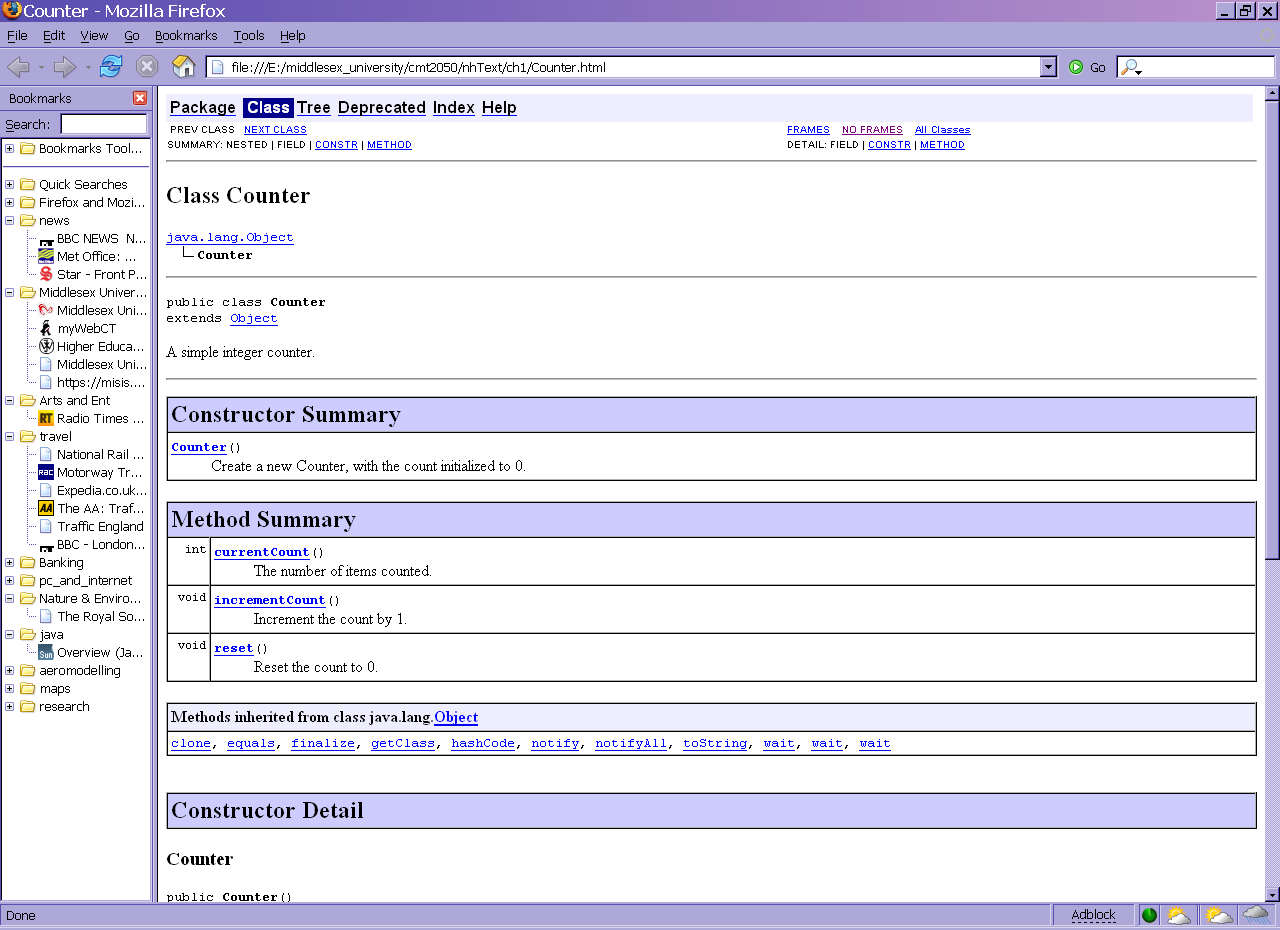 Counter - Mozilla Firefox
File Edit View Go Bookmarks Tools Help
file:///E:/middlesex_university/cmt2050/nhText/ch1/Counter.html Go
Bookmarks
Search:
Bookmarks Tool...
Quick Searches
Firefox and Mozi...
news
BBC NEWS N...
Met Office: ...
Star - Front P...
Middlesex Univer...
Middlesex Uni...
myWebCT
Higher Educa...
Middlesex Uni...
https://misis....
Arts and Ent
RT Radio Times ...
travel
National Rail ...
RAC Motorway Tr...
Expedia.co.uk...
AA The AA: Traf...
Traffic England
BBC - London...
Banking
pc_and_internet
Nature & Enviro...
The Royal So...
java
Sun Overview (Ja...
aeromodelling
maps
research
Package Class Tree Deprecated Index Help
PREV CLASS NEXT CLASS FRAMES NO FRAMES All Classes
SUMMARY: NESTED | FIELD | CONSTR | METHOD DETAIL: FIELD | CONSTR | METHOD
Class Counter
java.lang.Object
Counter
public class Counter
extends Object
A simple integer counter.
Constructor Summary
Counter()
Create a new Counter, with the count initialized to 0.
Method Summary
int currentCount()
The number of items counted.
void incrementCount()
Increment the count by 1.
void reset()
Reset the count to 0.
Methods inherited from class java.lang.Object
clone, equals, finalize, getClass, hashCode, notify, notifyAll, toString, wait, wait, wait
Constructor Detail
Counter
public Counter()
Done Adblock